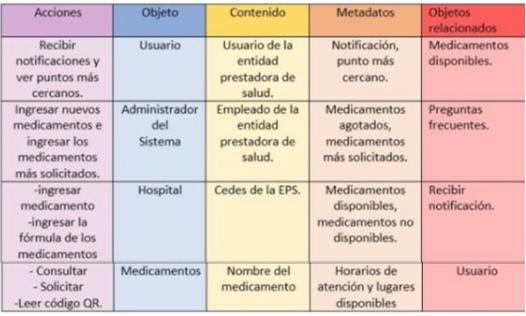 Acciones
Objeto
Contenido
Metadatos
Objetos
relacionados
Recibir
notificaciones y
ver puntos más
cercanos.
Usuario
Usuario de la
entidad
prestadora de
salud.
Notificación,
punto más
cercano.
Medicamentos
disponibles.
Ingresar nuevos
medicamentos e
ingresar los
medicamentos
más solicitados.
Administrador
del
Sistema
Empleado de la
entidad
prestadora de
salud.
Medicamentos
agotados,
medicamentos
más solicitados.
Preguntas
frecuentes.
-ingresar
medicamento
-ingresar la
fórmula de los
medicamentos
Hospital
Cedes de la EPS.
Medicamentos
disponibles,
medicamentos no
disponibles.
Recibir
notificación.
- Consultar
- Solicitar
-Leer código QR.
Medicamentos
Nombre del
medicamento
Horarios de
atención y lugares
disponibles
Usuario